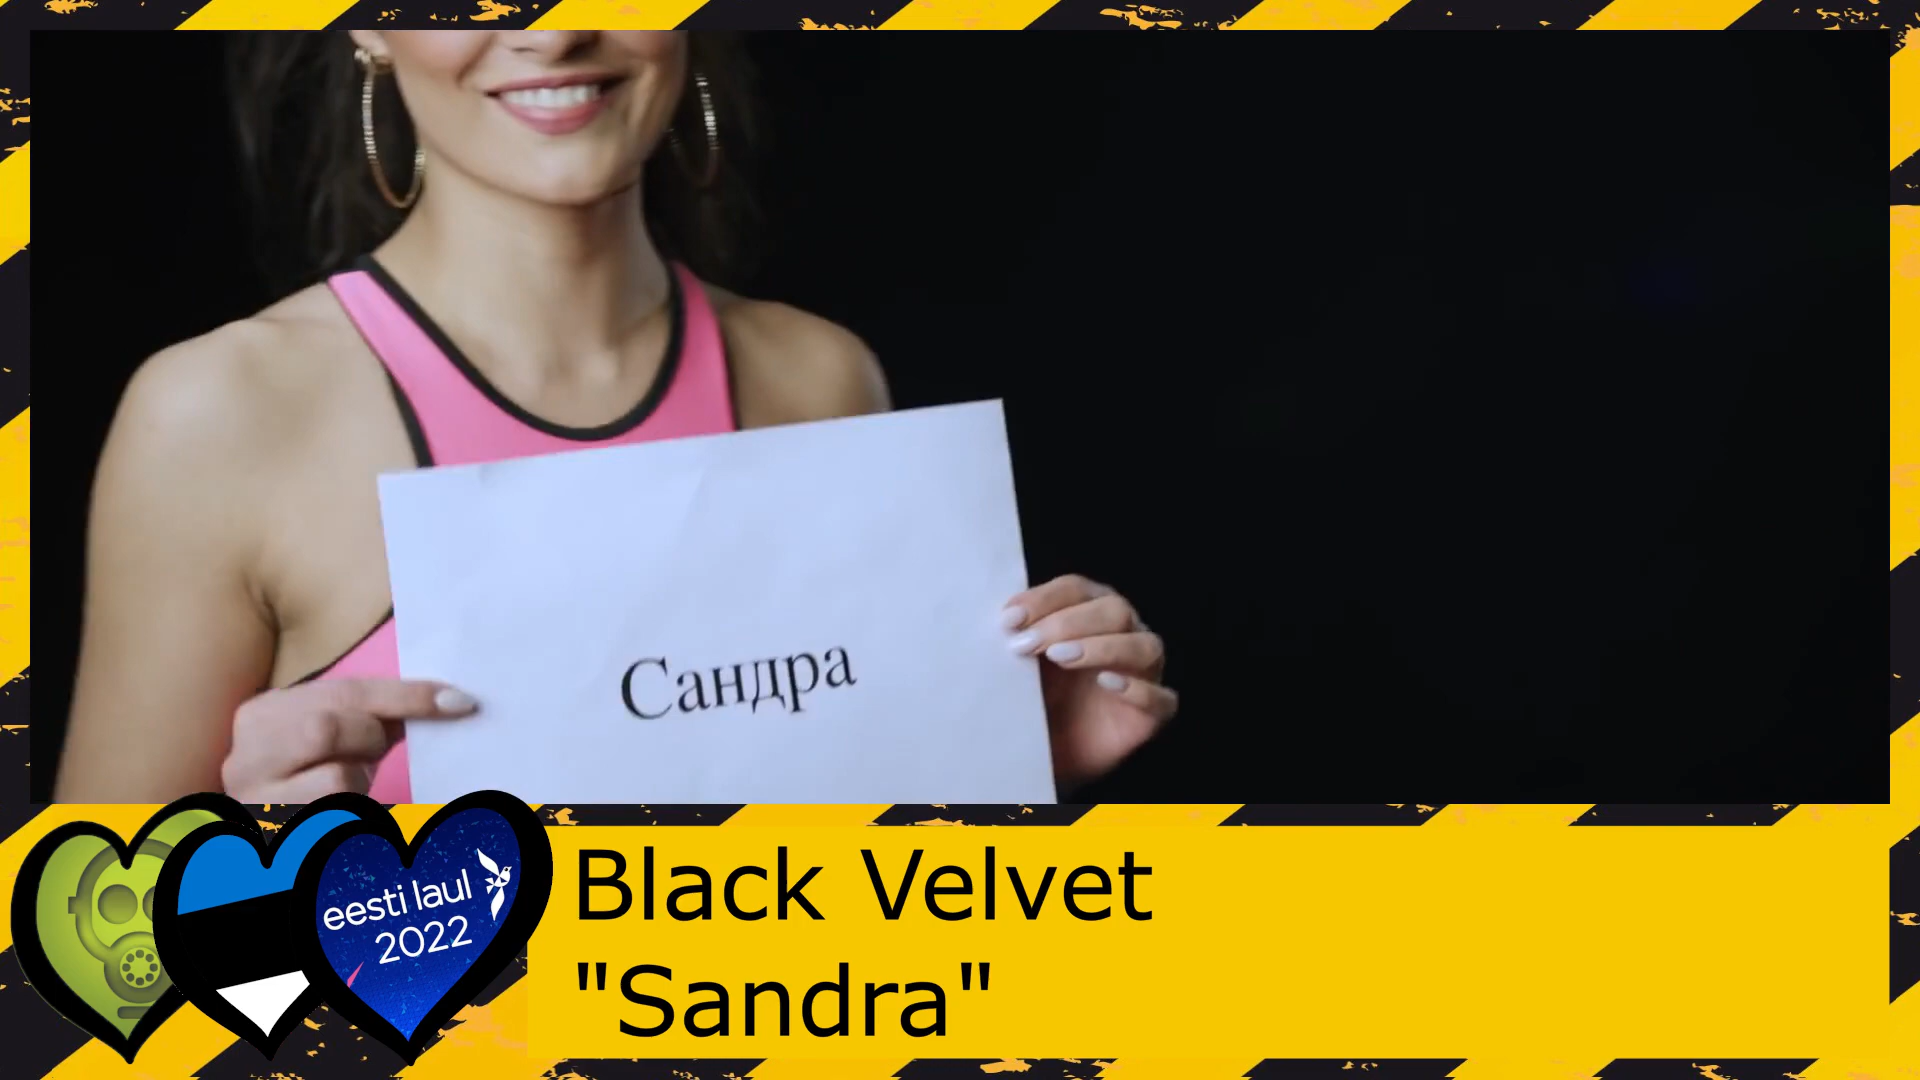 Сандра
eesti laul
2022
Black Velvet
"Sandra"